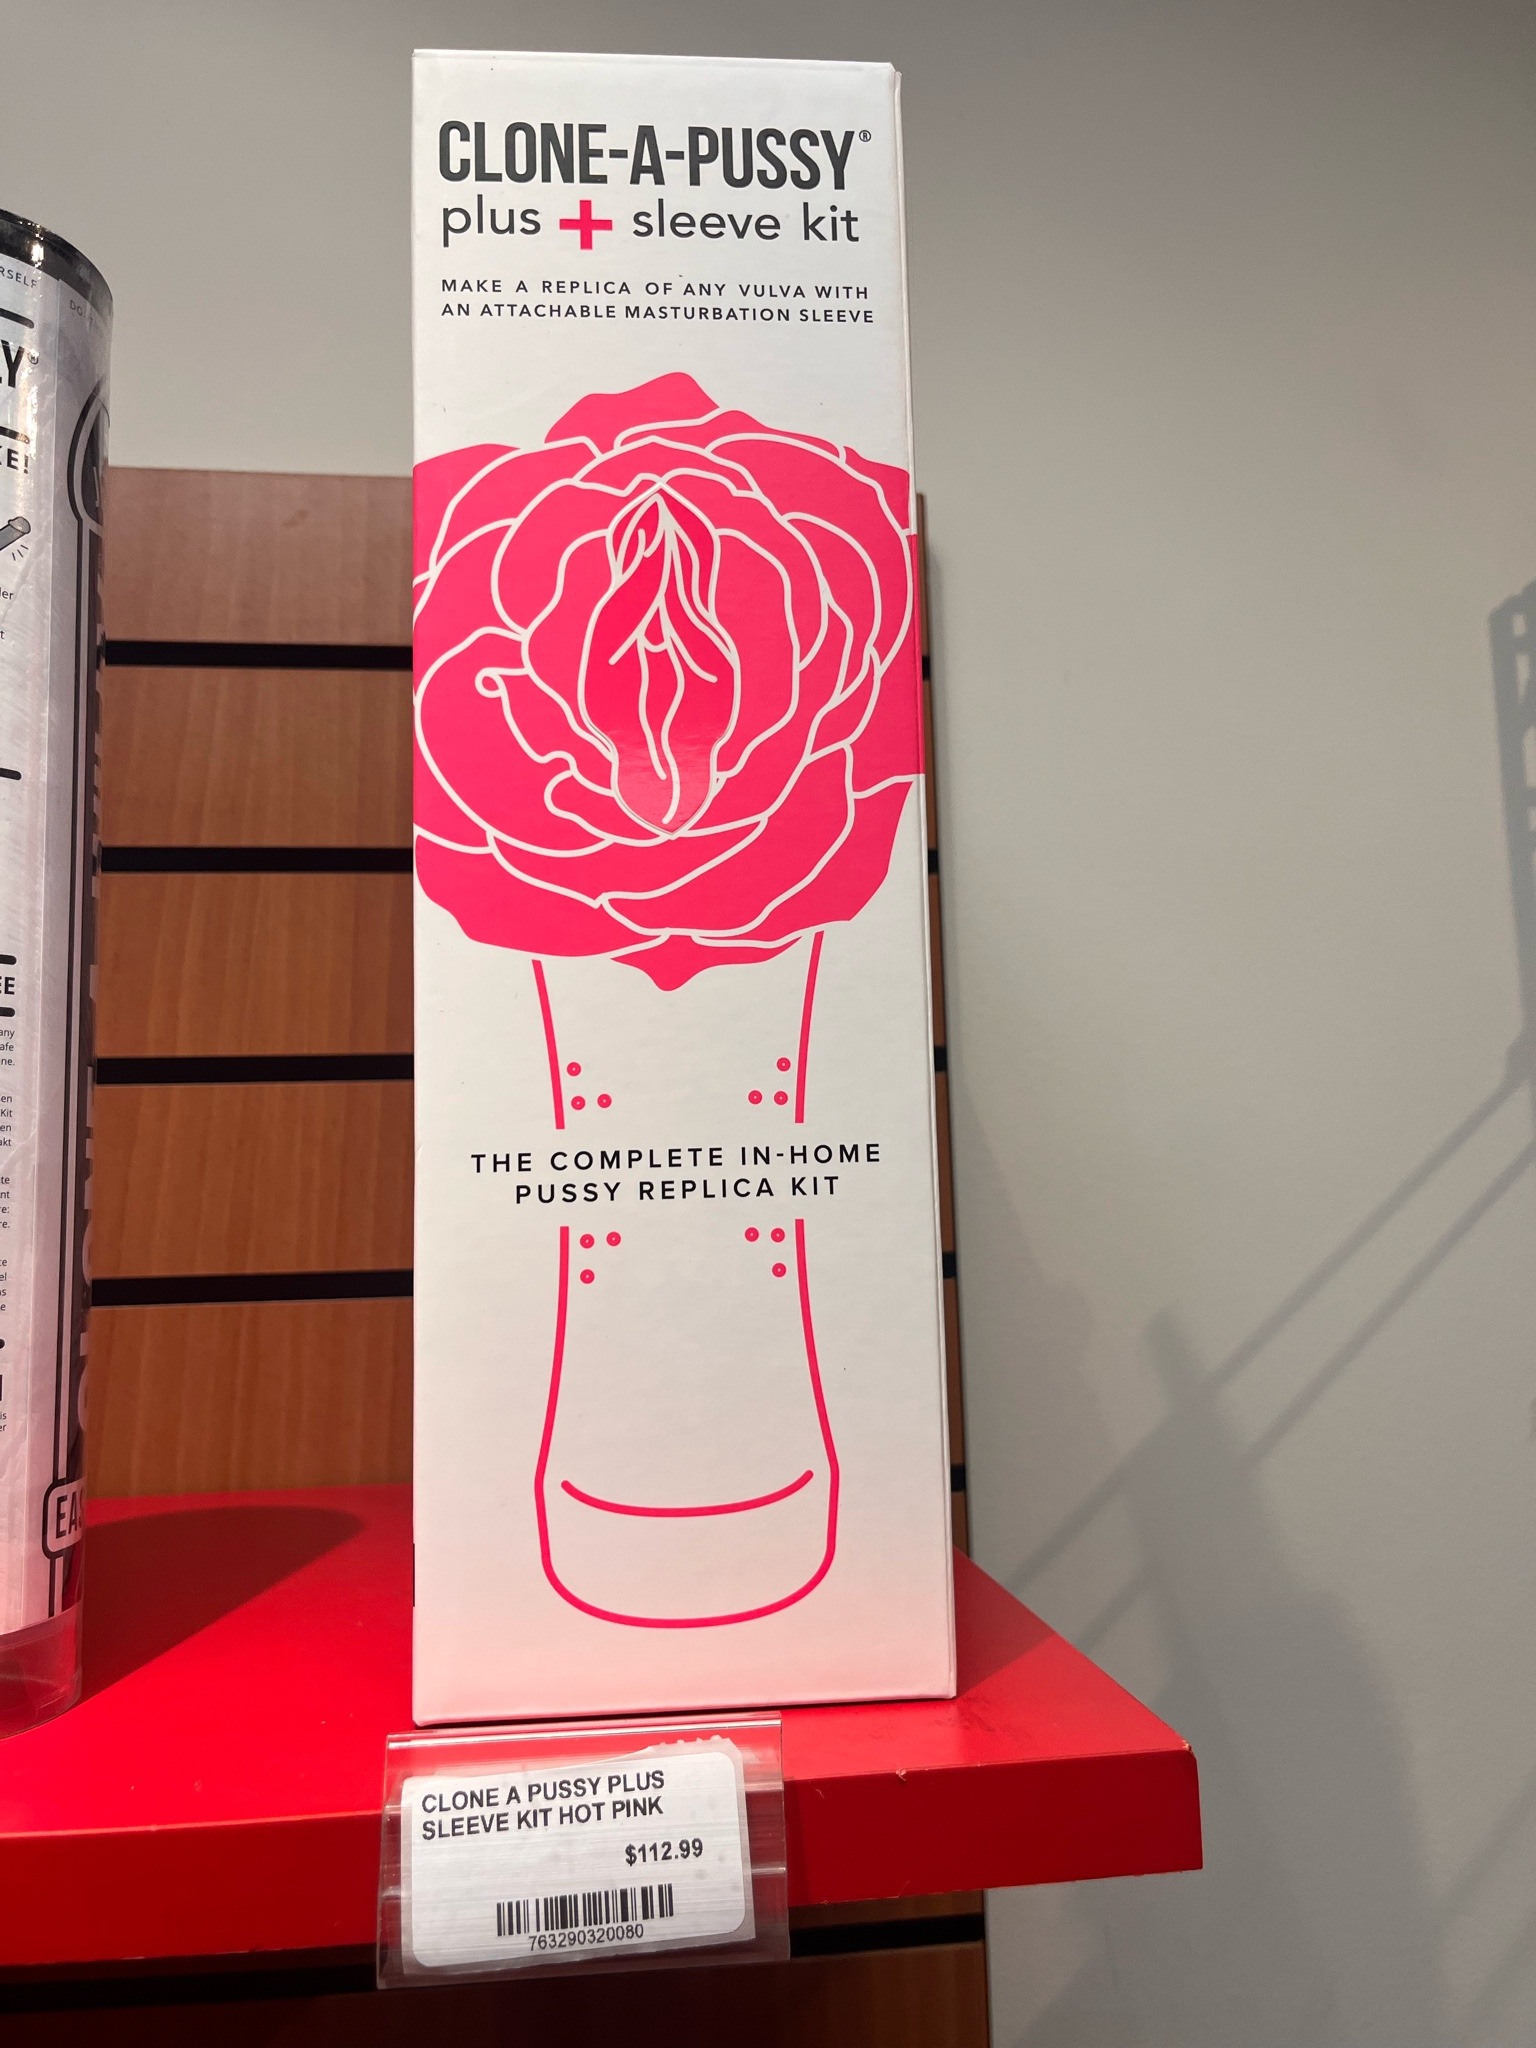 CLONE-A-PUSSY®
plus + sleeve kit
MAKE A REPLICA OF ANY VULVA WITH
AN ATTACHABLE MASTURBATION SLEEVE
THE COMPLETE IN-HOME
PUSSY REPLICA KIT
CLONE A PUSSY PLUS
SLEEVE KIT HOT PINK
$112.99
763290320080